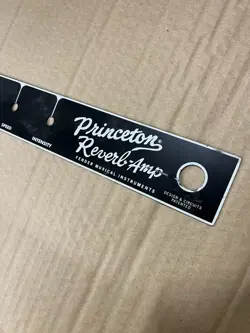 SPEED
INTENSITY
Princeton
Reverb-Amp
FENDER MUSICAL INSTRUMENTS
DESIGN & CIRCUITS
PATENTED